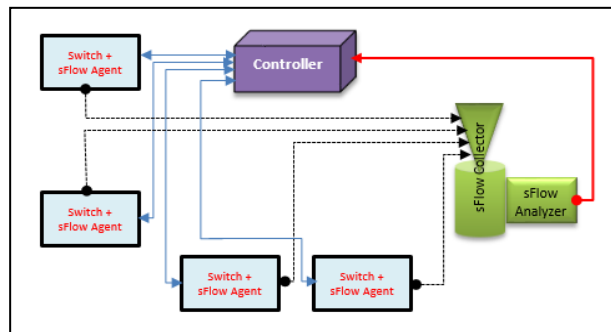 Switch +
sFlow Agent
Controller
sFlow Collector
sFlow
Analyzer
Switch +
sFlow Agent
Switch +
sFlow Agent
Switch +
sFlow Agent